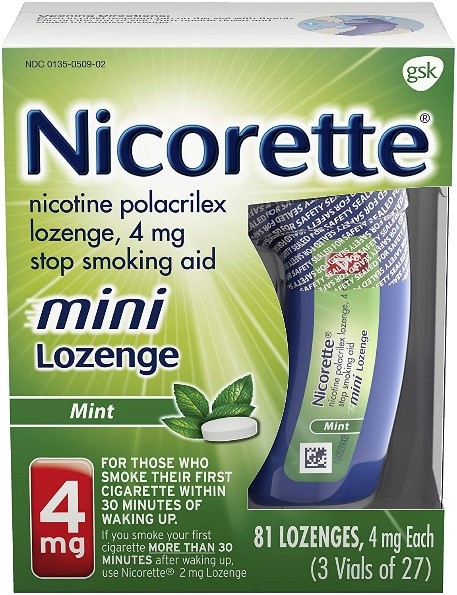 NDC 0135-0509-02
gsk
Nicorette®
nicotine polacrilex
lozenge, 4 mg
stop smoking aid
mini
Lozenge
Mint
4
mg
FOR THOSE WHO
SMOKE THEIR FIRST
CIGARETTE WITHIN
30 MINUTES OF
WAKING UP.
If you smoke your first
cigarette MORE THAN 30
MINUTES after waking up,
use Nicorette® 2 mg Lozenge
SEALED FOR SAFETY
Nicorette®
nicotine polacrilex lozenge, 4
stop smoking aid
mini Lozenge
Mint
81 LOZENGES, 4 mg Each
(3 Vials of 27)